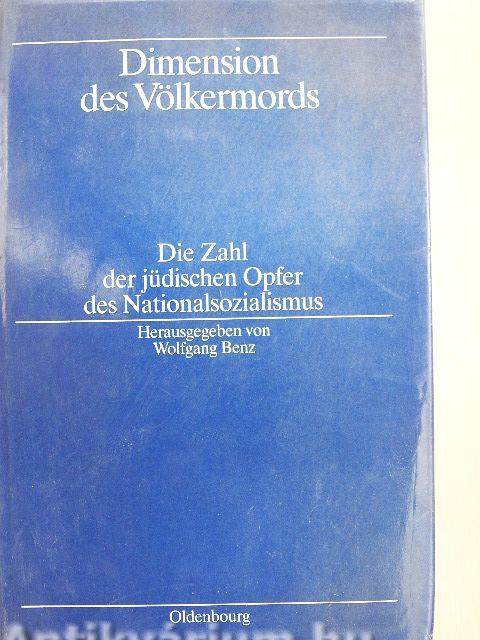 Dimension
des Völkermords
Die Zahl
der jüdischen Opfer
des Nationalsozialismus
Herausgegeben von
Wolfgang Benz
Oldenbourg